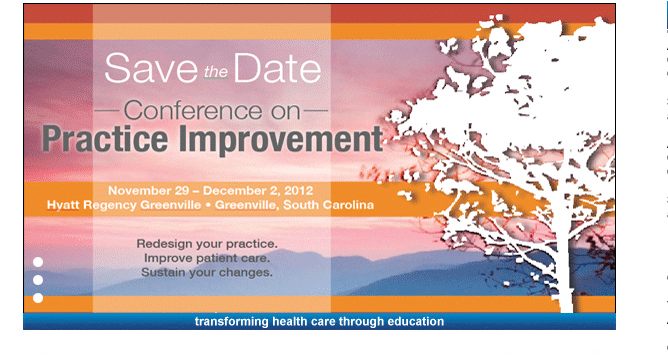 Save the Date
Conference on
Practice Improvement
November 29 – December 2, 2012
Hyatt Regency Greenville • Greenville, South Carolina
Redesign your practice.
Improve patient care.
Sustain your changes.
transforming health care through education